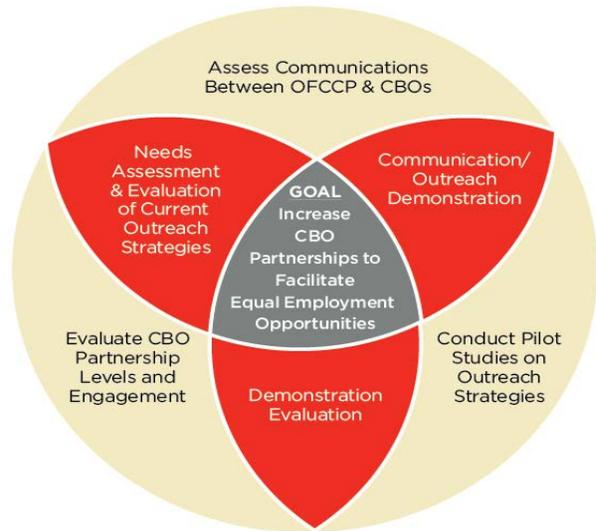 Assess Communications
Between OFCCP & CBOs
Needs
Assessment
& Evaluation
of Current
Outreach
Strategies
GOAL
Increase
CBO
Partnerships to
Facilitate
Equal Employment
Opportunities
Communication/
Outreach
Demonstration
Evaluate CBO
Partnership
Levels and
Engagement
Demonstration
Evaluation
Conduct Pilot
Studies on
Outreach
Strategies